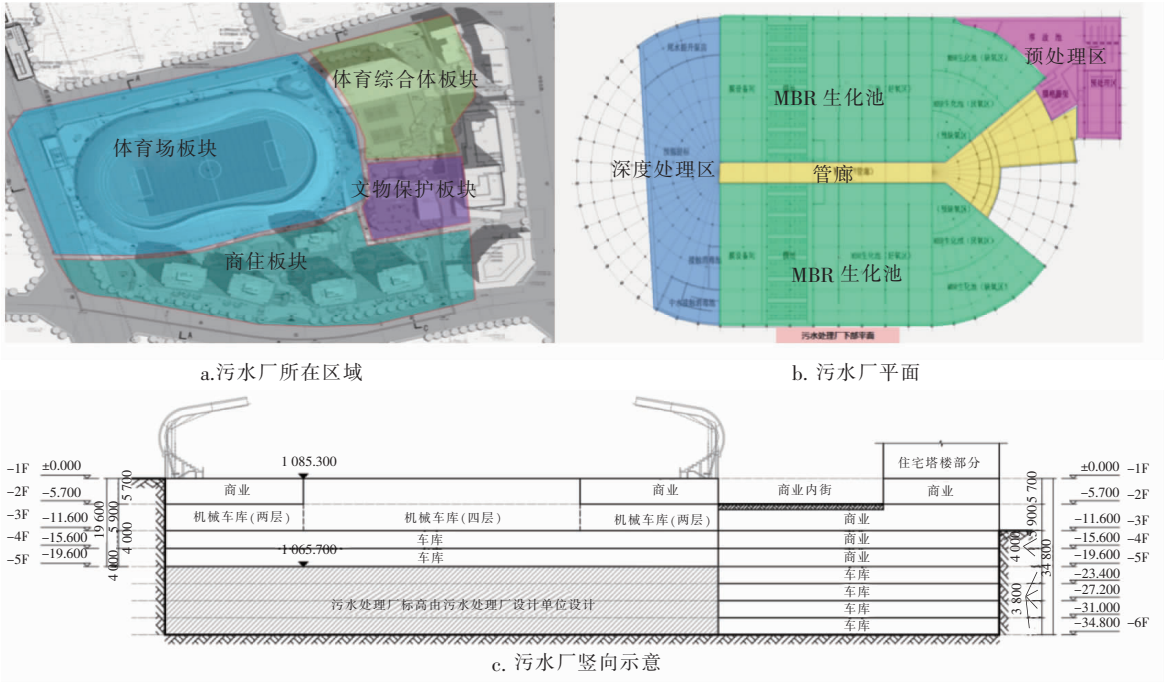 体育综合体板块
体育场板块
文物保护板块
商住板块
A
C
a.污水厂所在区域
预处理区
MBR 生化池
深度处理区
管廊
MBR 生化池
污水处理厂下部平面
b. 污水厂平面
1 085.300
住宅塔楼部分
-1F ±0.000
-2F -5.700
-3F -11.600
-4F -15.600
-5F -19.600
19 600
5 700
5 900
4 000
4 000
商业
商业
商业内街
商业
机械车库(两层)
机械车库(四层)
机械车库(两层)
商业
车库
商业
车库
1 065.700
商业
车库
车库
车库
车库
污水处理厂标高由污水处理厂设计单位设计
5 700
900
4 000
3 800
34 800
±0.000 -1F
-5.700 -2F
-11.600 -3F
-15.600 -4F
-19.600 -5F
-23.400
-27.200
-31.000
-34.800 -6F
c. 污水厂竖向示意